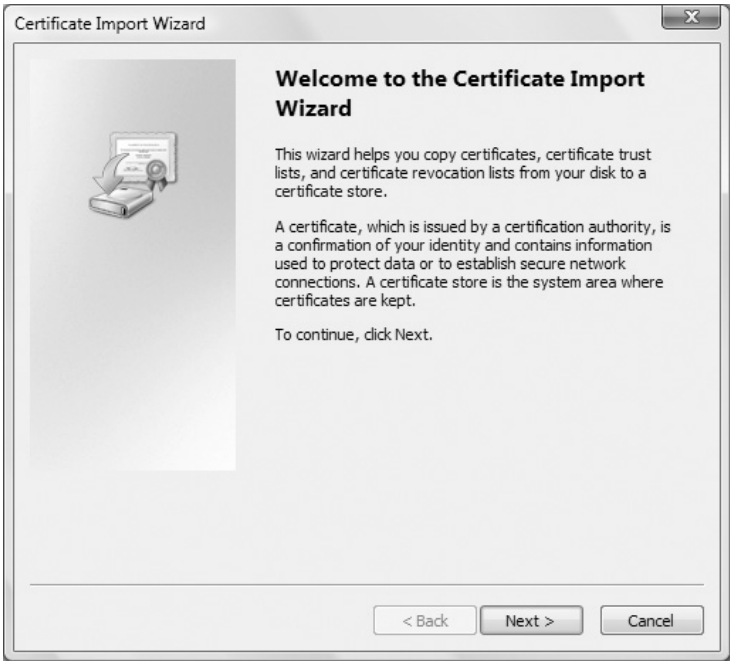 Certificate Import Wizard
Welcome to the Certificate Import
Wizard
This wizard helps you copy certificates, certificate trust
lists, and certificate revocation lists from your disk to a
certificate store.
A certificate, which is issued by a certification authority, is
a confirmation of your identity and contains information
used to protect data or to establish secure network
connections. A certificate store is the system area where
certificates are kept.
To continue, click Next.
< Back Next > Cancel